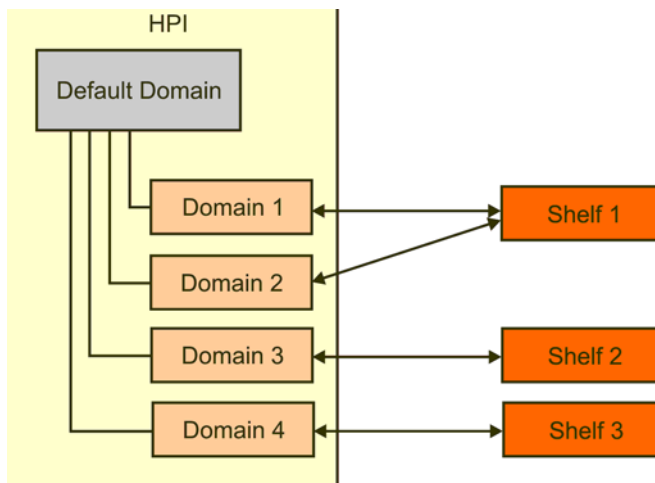 HPI
Default Domain
Domain 1
Shelf 1
Domain 2
Domain 3
Shelf 2
Domain 4
Shelf 3